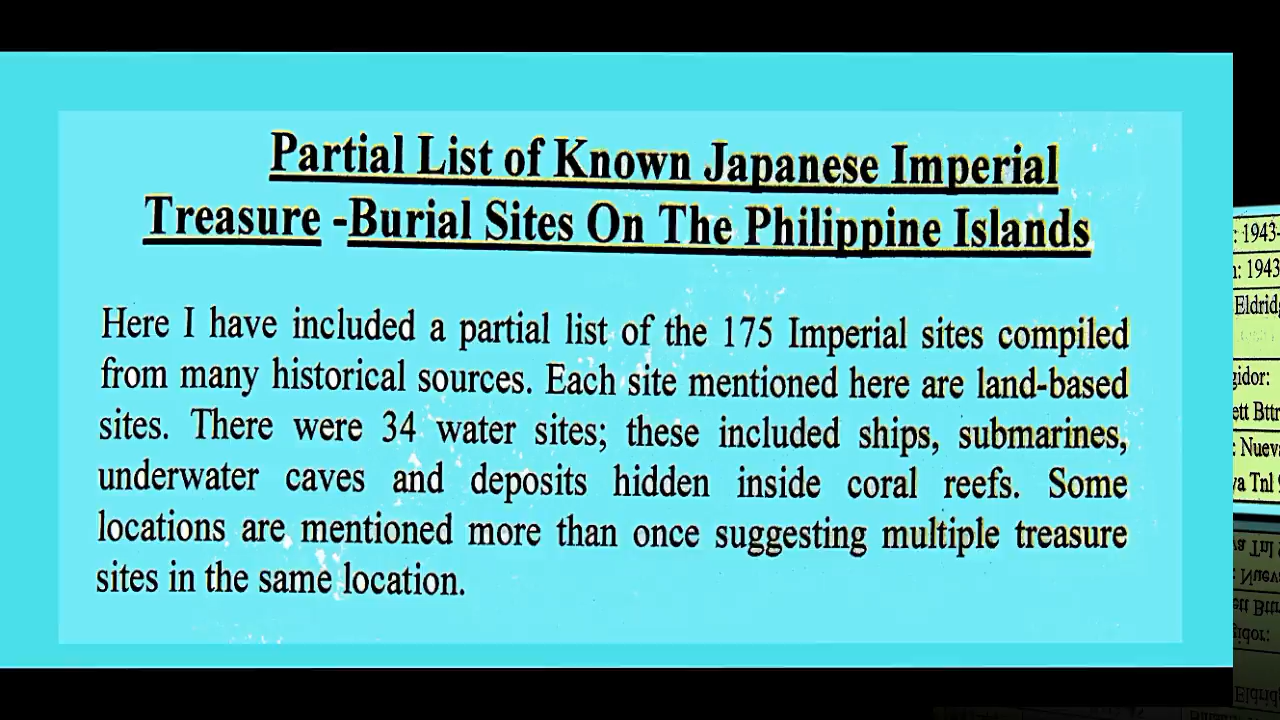 Partial List of Known Japanese Imperial
Treasure -Burial Sites On The Philippine Islands
Here I have included a partial list of the 175 Imperial sites compiled
from many historical sources. Each site mentioned here are land-based
sites. There were 34 water sites; these included ships, submarines,
underwater caves and deposits hidden inside coral reefs. Some
locations are mentioned more than once suggesting multiple treasure
sites in the same location.
: 1943-
: 1943
gidor: